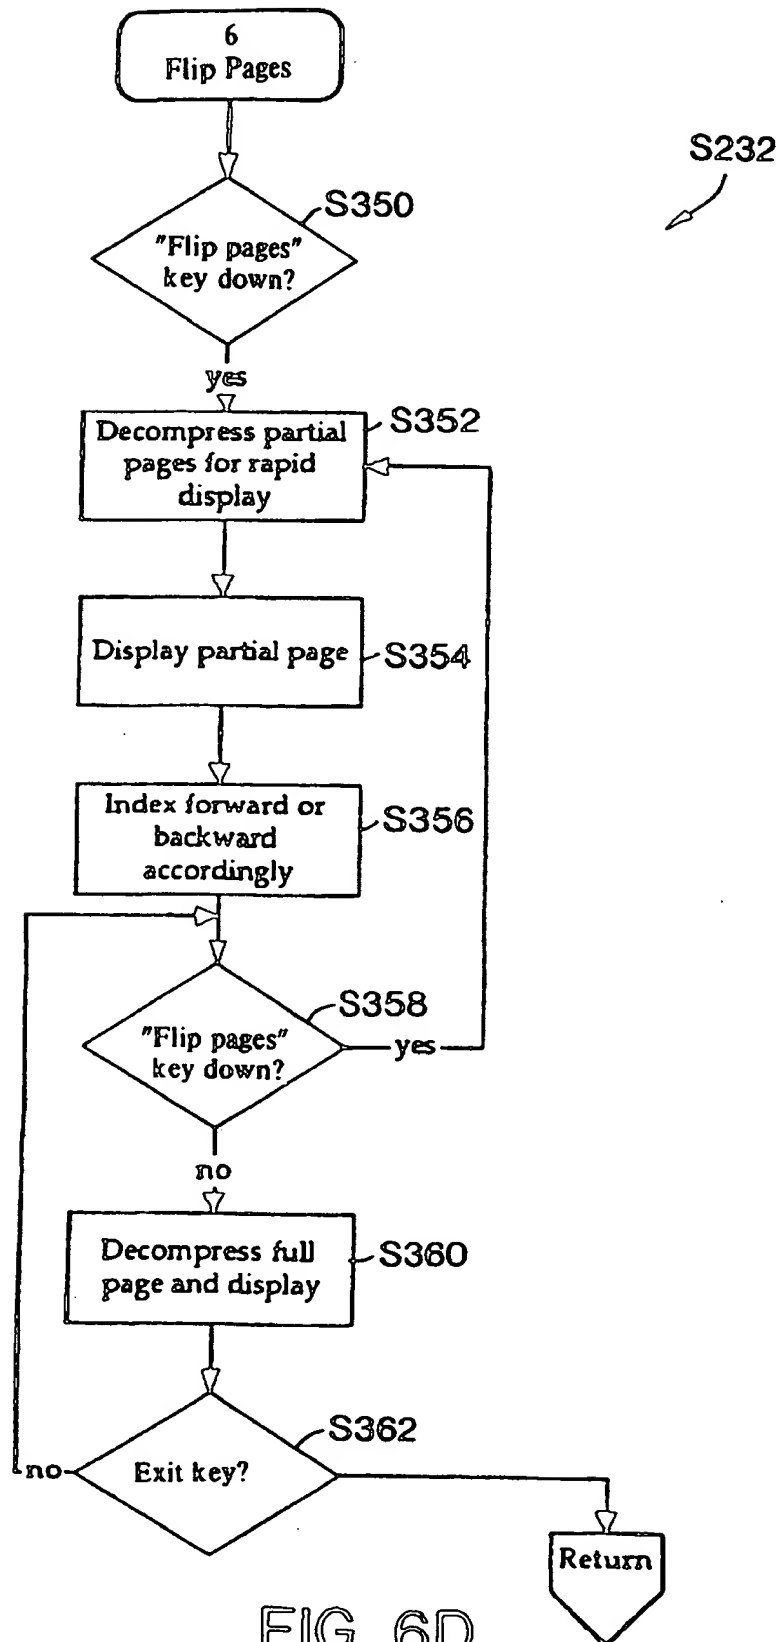 6
Flip Pages
S232
S350
"Flip pages"
key down?
yes
S352
Decompress partial
pages for rapid
display
Display partial page
S354
Index forward or
backward
accordingly
S356
S358
"Flip pages"
key down?
yes
no
Decompress full
page and display
S360
S362
Exit key?
no
Return
FIG. 6D